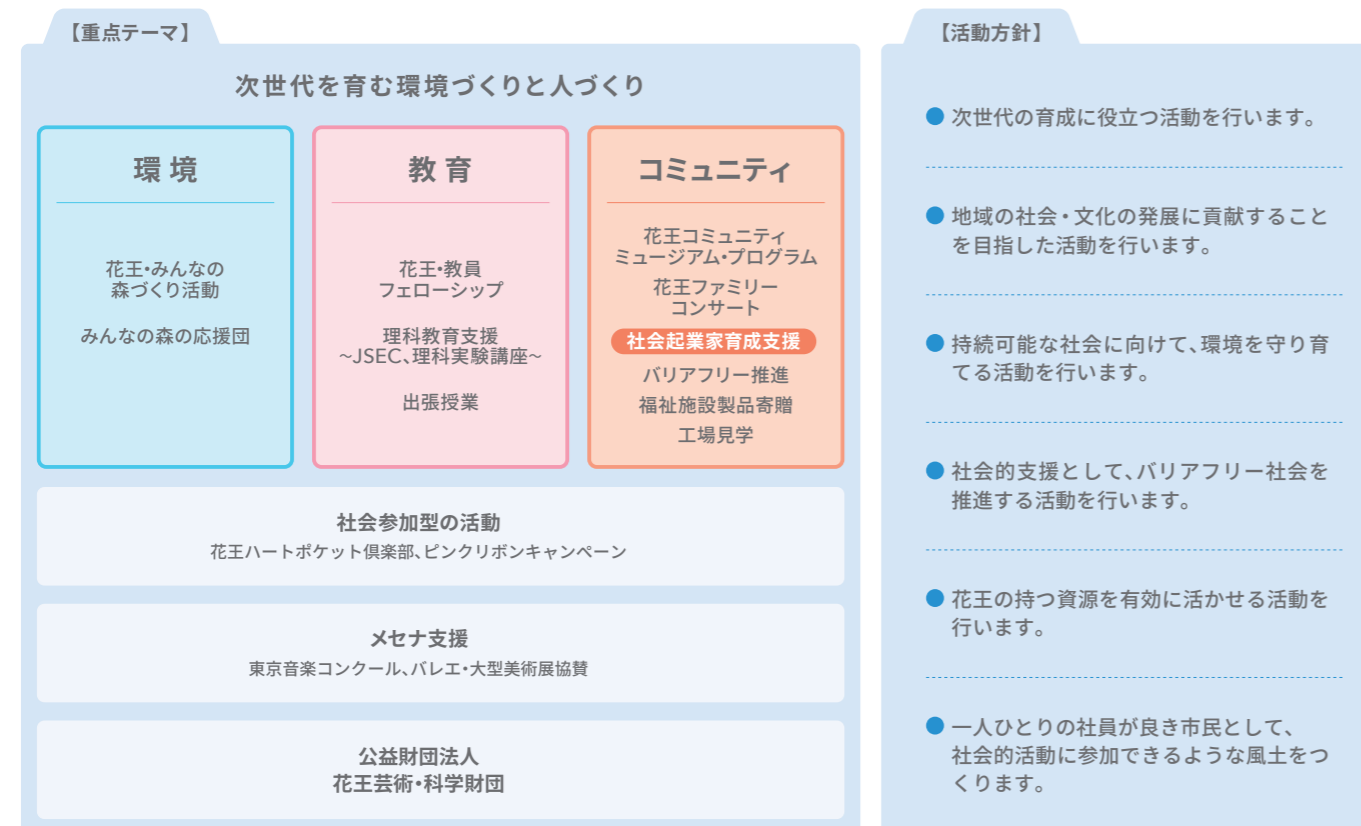 【重点テーマ】
次世代を育む環境づくりと人づくり
環 境
花王・みんなの
森づくり活動
みんなの森の応援団
教 育
花王・教員
フェローシップ
理科教育支援
~JSEC、理科実験講座~
出張授業
コミュニティ
花王コミュニティ
ミュージアム・プログラム
花王ファミリー
コンサート
社会起業家育成支援
バリアフリー推進
福祉施設製品寄贈
工場見学
社会参加型の活動
花王ハートポケット倶楽部、ピンクリボンキャンペーン
メセナ支援
東京音楽コンクール、バレエ・大型美術展協賛
公益財団法人
花王芸術・科学財団
【活動方針】
● 次世代の育成に役立つ活動を行います。
● 地域の社会・文化の発展に貢献すること
を目指した活動を行います。
● 持続可能な社会に向けて、環境を守り育
てる活動を行います。
● 社会的支援として、バリアフリー社会を
推進する活動を行います。
● 花王の持つ資源を有効に活かせる活動を
行います。
● 一人ひとりの社員が良き市民として、
社会的活動に参加できるような風土をつ
くります。